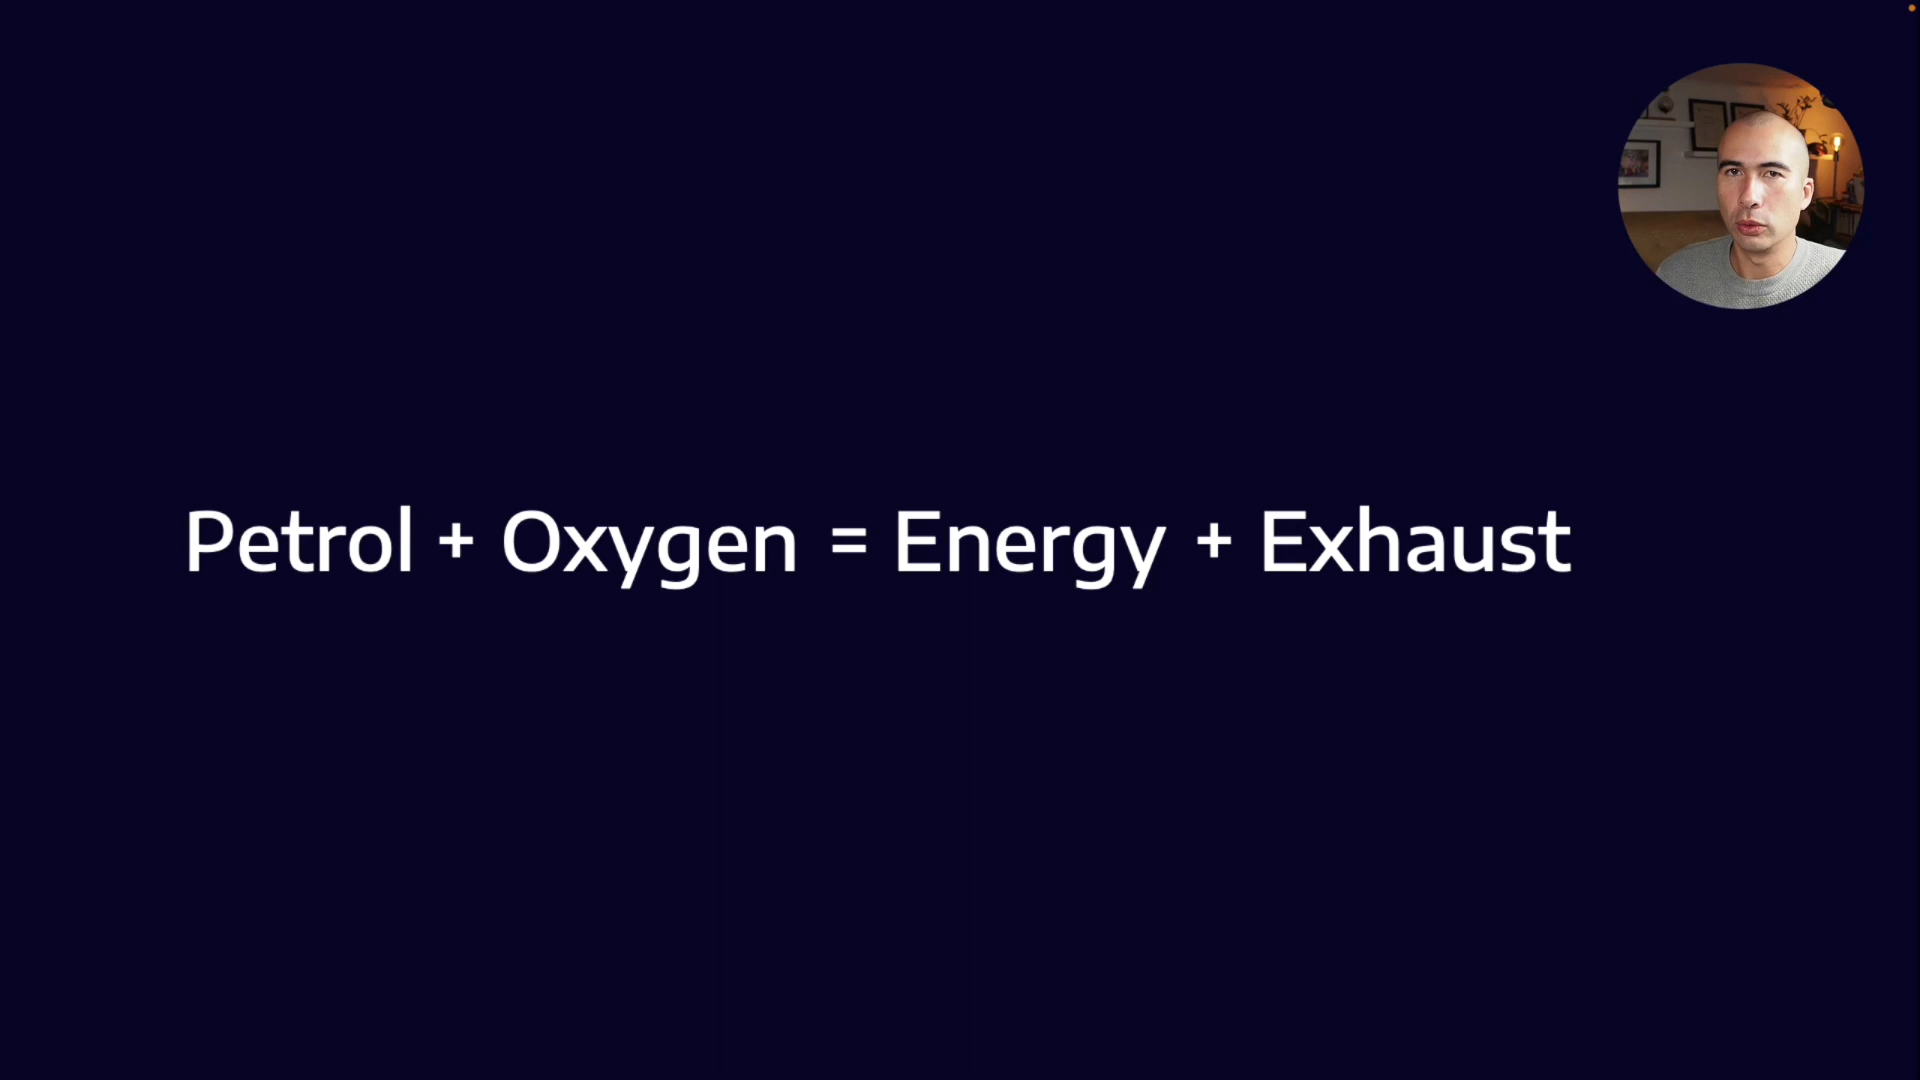 Petrol + Oxygen = Energy + Exhaust